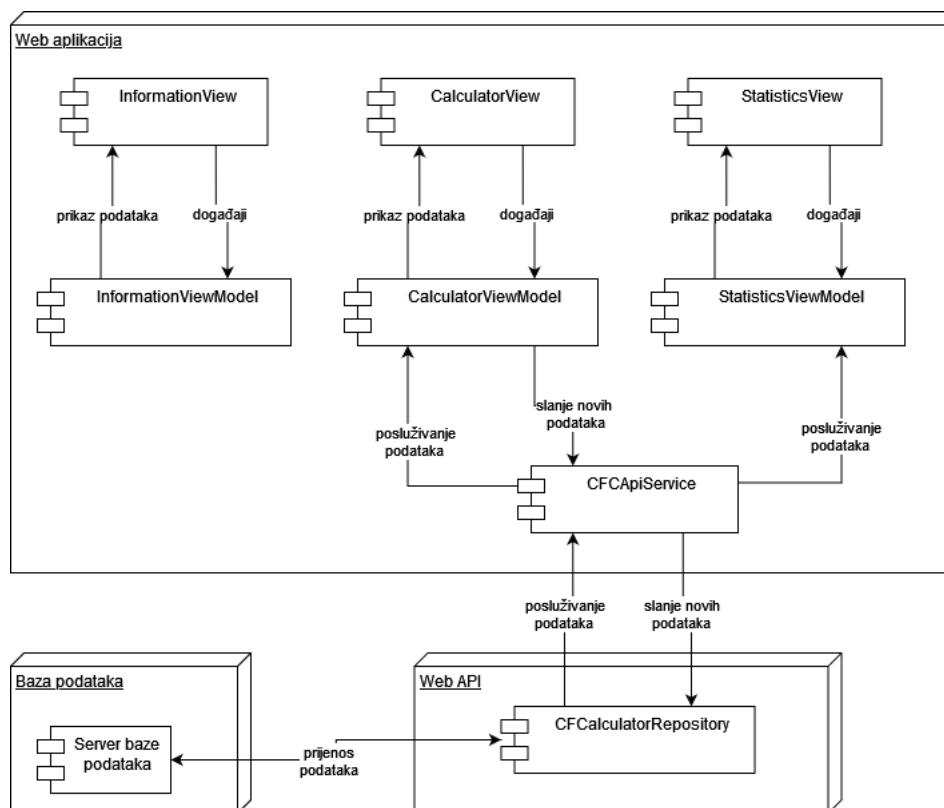 Web aplikacija
InformationView
CalculatorView
StatisticsView
prikaz podataka
događaji
prikaz podataka
događaji
prikaz podataka
događaji
InformationViewModel
CalculatorViewModel
StatisticsViewModel
posluživanje
podataka
slanje novih
podataka
posluživanje
podataka
CFCApiService
posluživanje
podataka
slanje novih
podataka
Baza podataka
Server baze
podataka
prijenos
podataka
Web API
CFCalculatorRepository